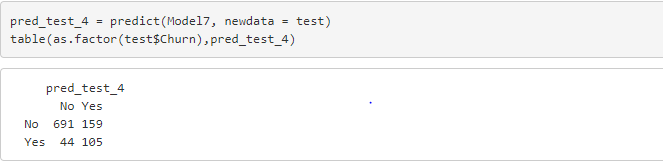 pred_test_4 = predict(Model7, newdata = test)
table(as.factor(test$Churn),pred_test_4)
pred_test_4
No Yes
No 691 159
Yes 44 105